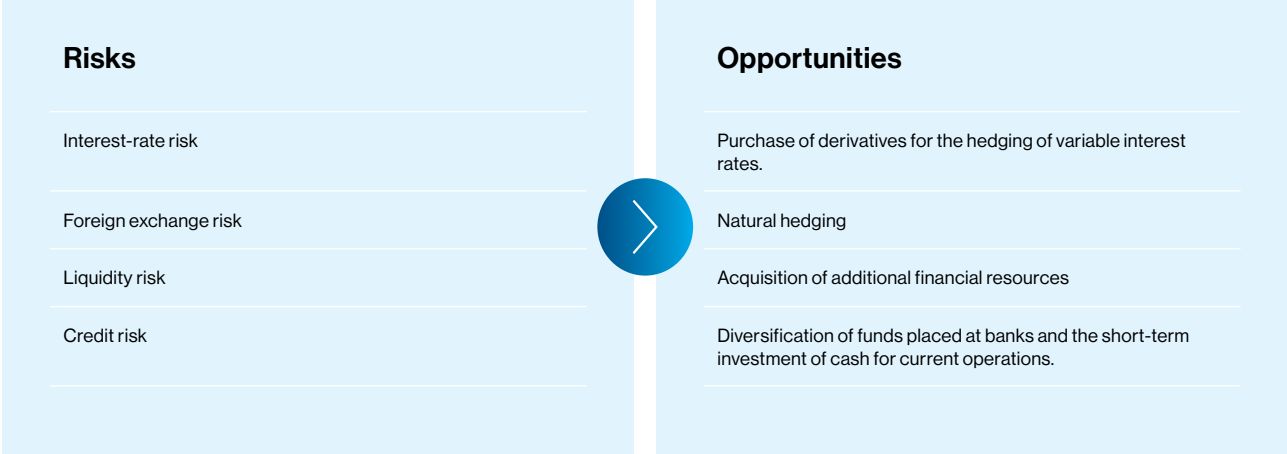 Risks
Interest-rate risk
Foreign exchange risk
Liquidity risk
Credit risk
Opportunities
Purchase of derivatives for the hedging of variable interest
rates.
Natural hedging
Acquisition of additional financial resources
Diversification of funds placed at banks and the short-term
investment of cash for current operations.